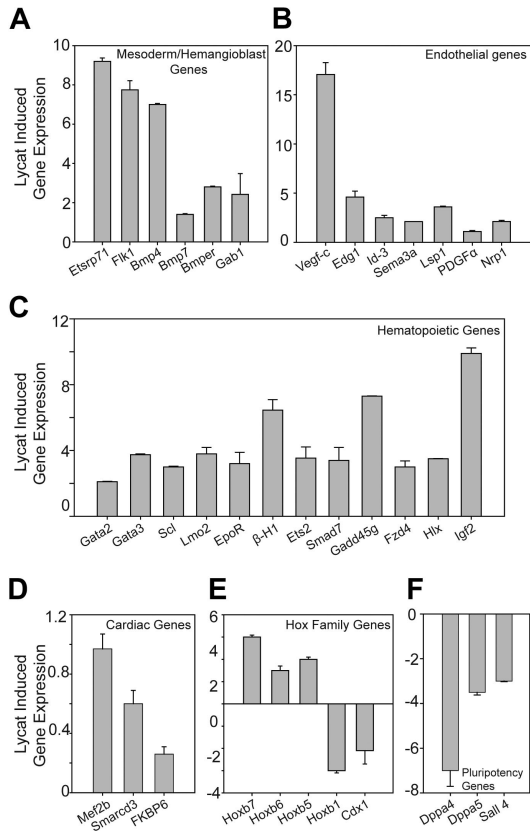 A
Mesoderm/Hemangioblast
Genes
Lycat Induced
Gene Expression
10
8
6
4
2
0
Etsrp71
Flk1
Bmp4
Bmp7
Bmper
Gab1
B
Endothelial genes
20
15
10
5
0
Vegf-c
Edg1
Id-3
Sema3a
Lsp1
PDGFα
Nrp1
C
Hematopoietic Genes
Lycat Induced
Gene Expression
12
8
4
0
Gata2
Gata3
Scl
Lmo2
EpoR
β-H1
Ets2
Smad7
Gadd45g
Fzd4
Hlx
Igf2
D
Cardiac Genes
Lycat Induced
Gene Expression
1.2
0.8
0.4
0
Mef2b
Smarcd3
FKBP6
E
Hox Family Genes
6
4
2
0
-2
-4
Hoxb7
Hoxb6
Hoxb5
Hoxb1
Cdx1
F
0
-2
-4
-6
-8
Pluripotency
Genes
Dppa4
Dppa5
Sall 4